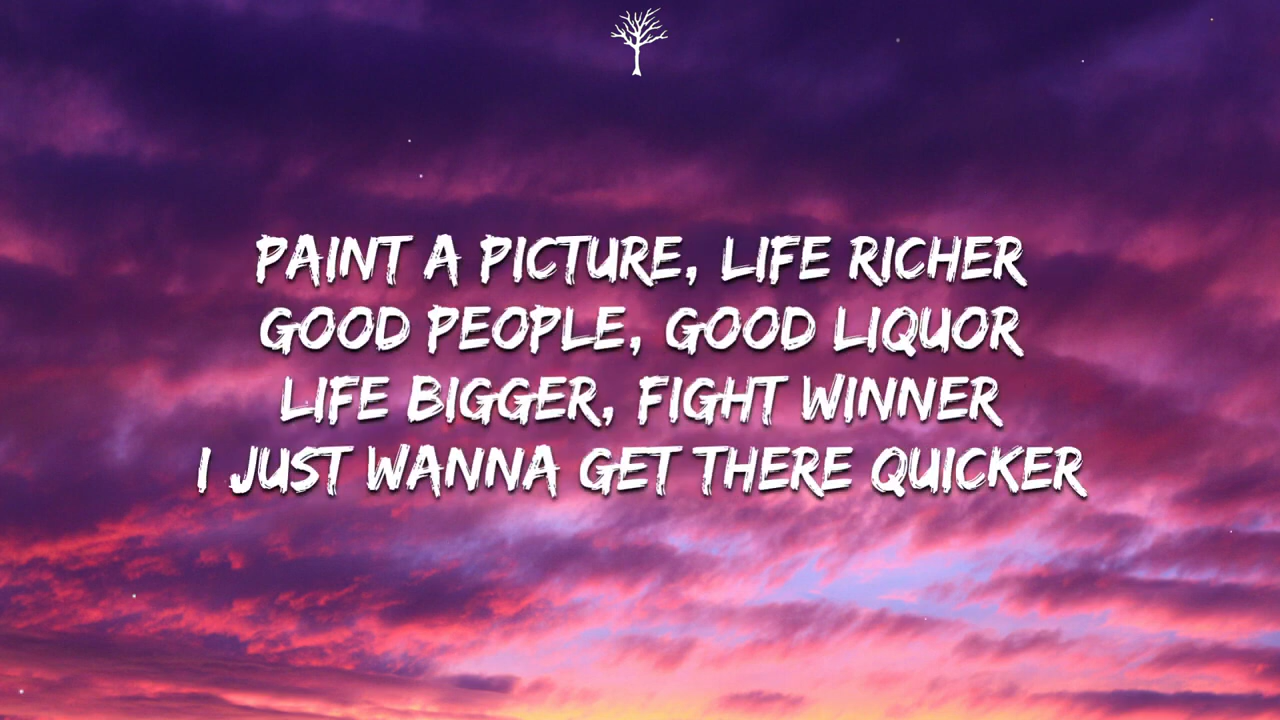 PAINT A PICTURE, LIFE RICHER
GOOD PEOPLE, GOOD LIQUOR
LIFE BIGGER, FIGHT WINNER
I JUST WANNA GET THERE QUICKER